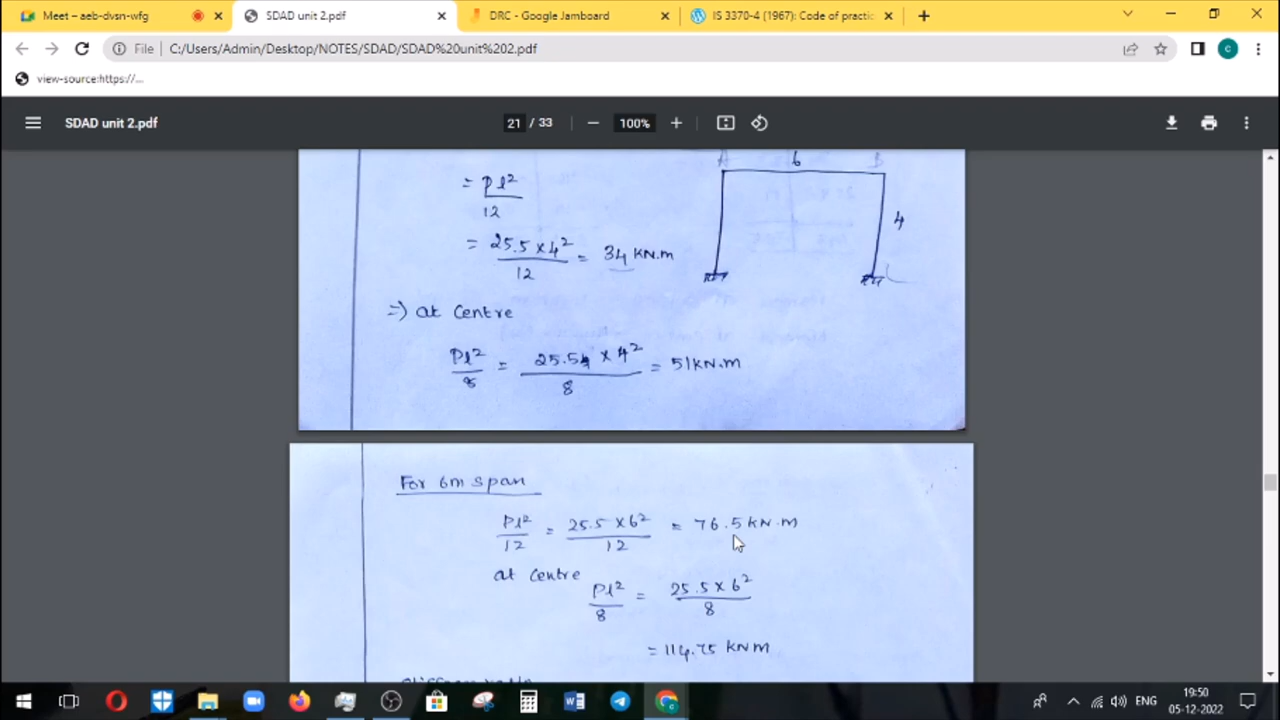 Meet – aeb-dvsn-wfg
SDAD unit 2.pdf
DRC - Google Jamboard
IS 3370-4 (1967): Code of practic
File C:/Users/Admin/Desktop/NOTES/SDAD/SDAD%20unit%202.pdf
view-source:https://...
SDAD unit 2.pdf
21 / 33
100%
A 6 B
4
= Pl²/12
= 25.5 x 4²/12 = 34 KN.m
=) at Centre
Pl²/8 = 25.54 x 4²/8 = 51 KN.m
For 6m span
Pl²/12 = 25.5 x 6²/12 = 76.5 KN.m
at Centre
Pl²/8 = 25.5 x 6²/8
= 114.75 KNM
ENG
19:50
05-12-2022